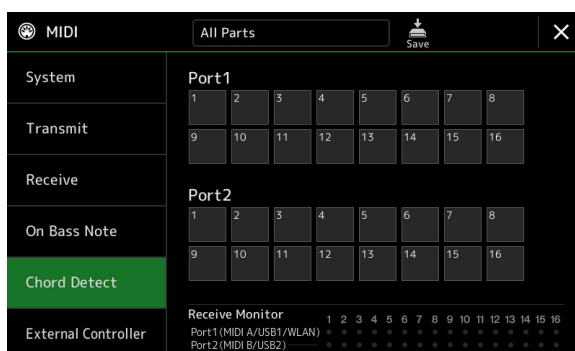 MIDI
All Parts
Save
System
Transmit
Receive
On Bass Note
Chord Detect
External Controller
Port1
1 2 3 4 5 6 7 8
9 10 11 12 13 14 15 16
Port2
1 2 3 4 5 6 7 8
9 10 11 12 13 14 15 16
Receive Monitor 1 2 3 4 5 6 7 8 9 10 11 12 13 14 15 16
Port1(MIDI A/USB1/WLAN)
Port2(MIDI B/USB2)